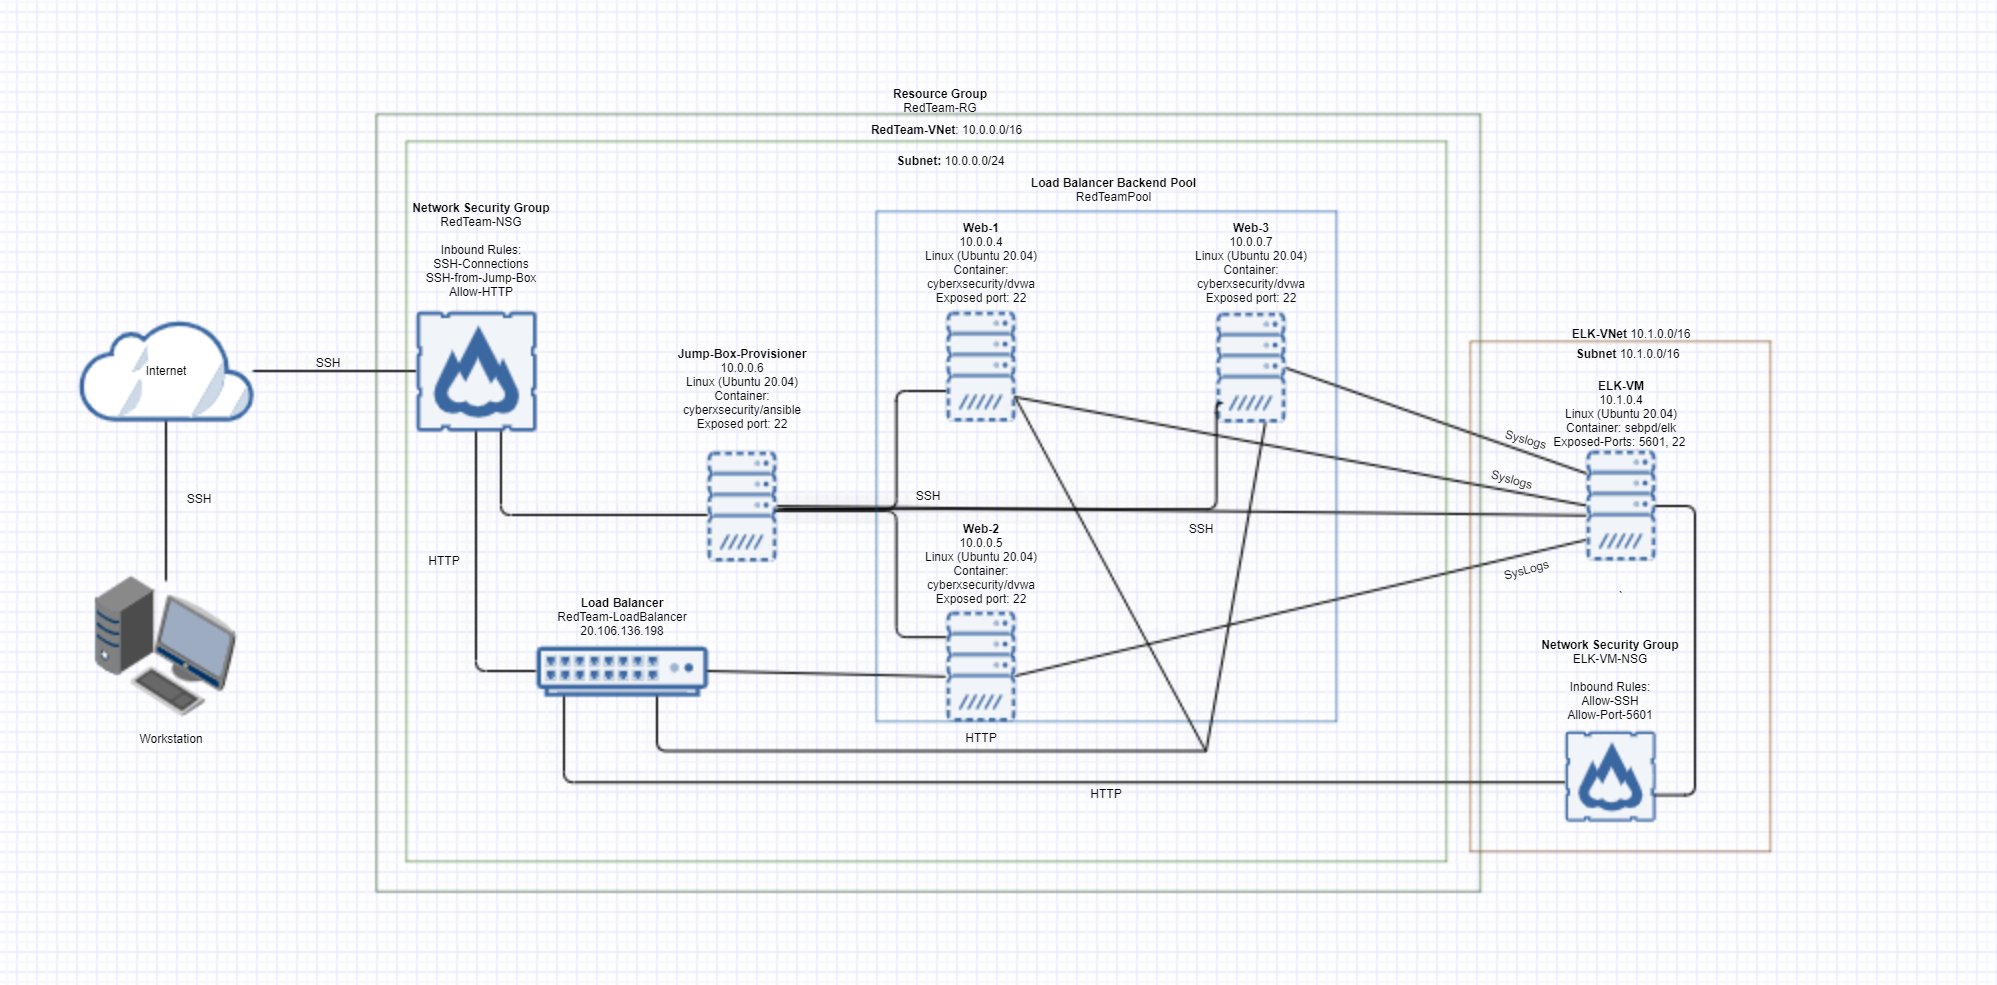 Resource Group
RedTeam-RG
RedTeam-VNet: 10.0.0.0/16
Subnet: 10.0.0.0/24
Load Balancer Backend Pool
RedTeamPool
Network Security Group
RedTeam-NSG
Inbound Rules:
SSH-Connections
SSH-from-Jump-Box
Allow-HTTP
Web-1
10.0.0.4
Linux (Ubuntu 20.04)
Container:
cyberxsecurity/dvwa
Exposed port: 22
Web-3
10.0.0.7
Linux (Ubuntu 20.04)
Container:
cyberxsecurity/dvwa
Exposed port: 22
Internet
SSH
SSH
Jump-Box-Provisioner
10.0.0.6
Linux (Ubuntu 20.04)
Container:
cyberxsecurity/ansible
Exposed port: 22
ELK-VNet 10.1.0.0/16
Subnet 10.1.0.0/16
ELK-VM
10.1.0.4
Linux (Ubuntu 20.04)
Container: sebpd/elk
Exposed-Ports: 5601, 22
Syslogs
Syslogs
SysLogs
SSH
SSH
Web-2
10.0.0.5
Linux (Ubuntu 20.04)
Container:
cyberxsecurity/dvwa
Exposed port: 22
HTTP
Load Balancer
RedTeam-LoadBalancer
20.106.136.198
Workstation
HTTP
HTTP
Network Security Group
ELK-VM-NSG
Inbound Rules:
Allow-SSH
Allow-Port-5601